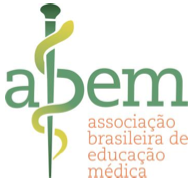 abem
associação
brasileira de
educação
médica